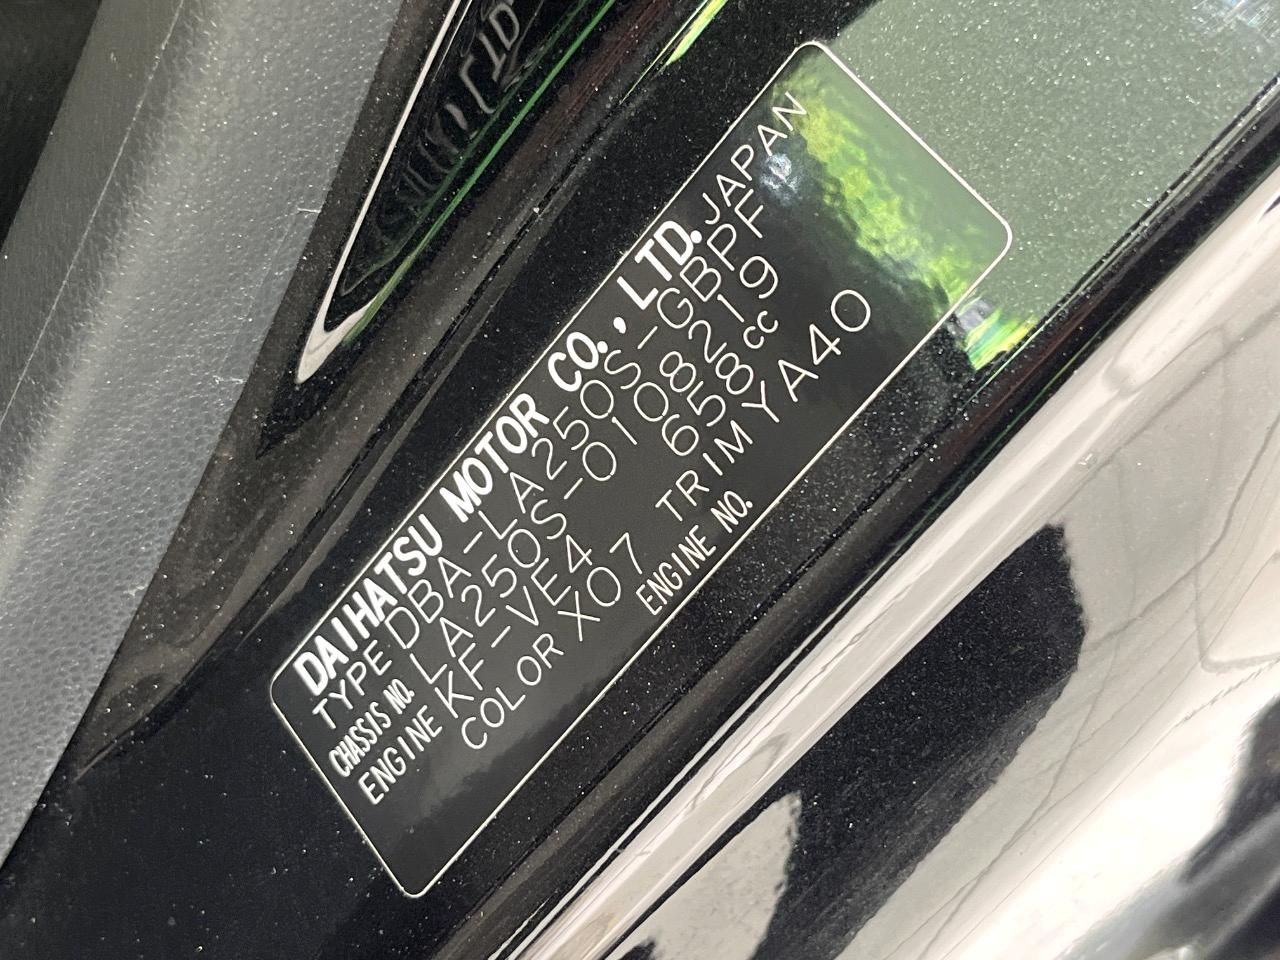 DAIHATSU MOTOR CO., LTD. JAPAN
TYPE DBA-LA250S-GBPF
CHASSIS NO. LA250S-0108219
ENGINE KF-VE4 658cc
COLOR X07 TRIM YA40
ENGINE NO.